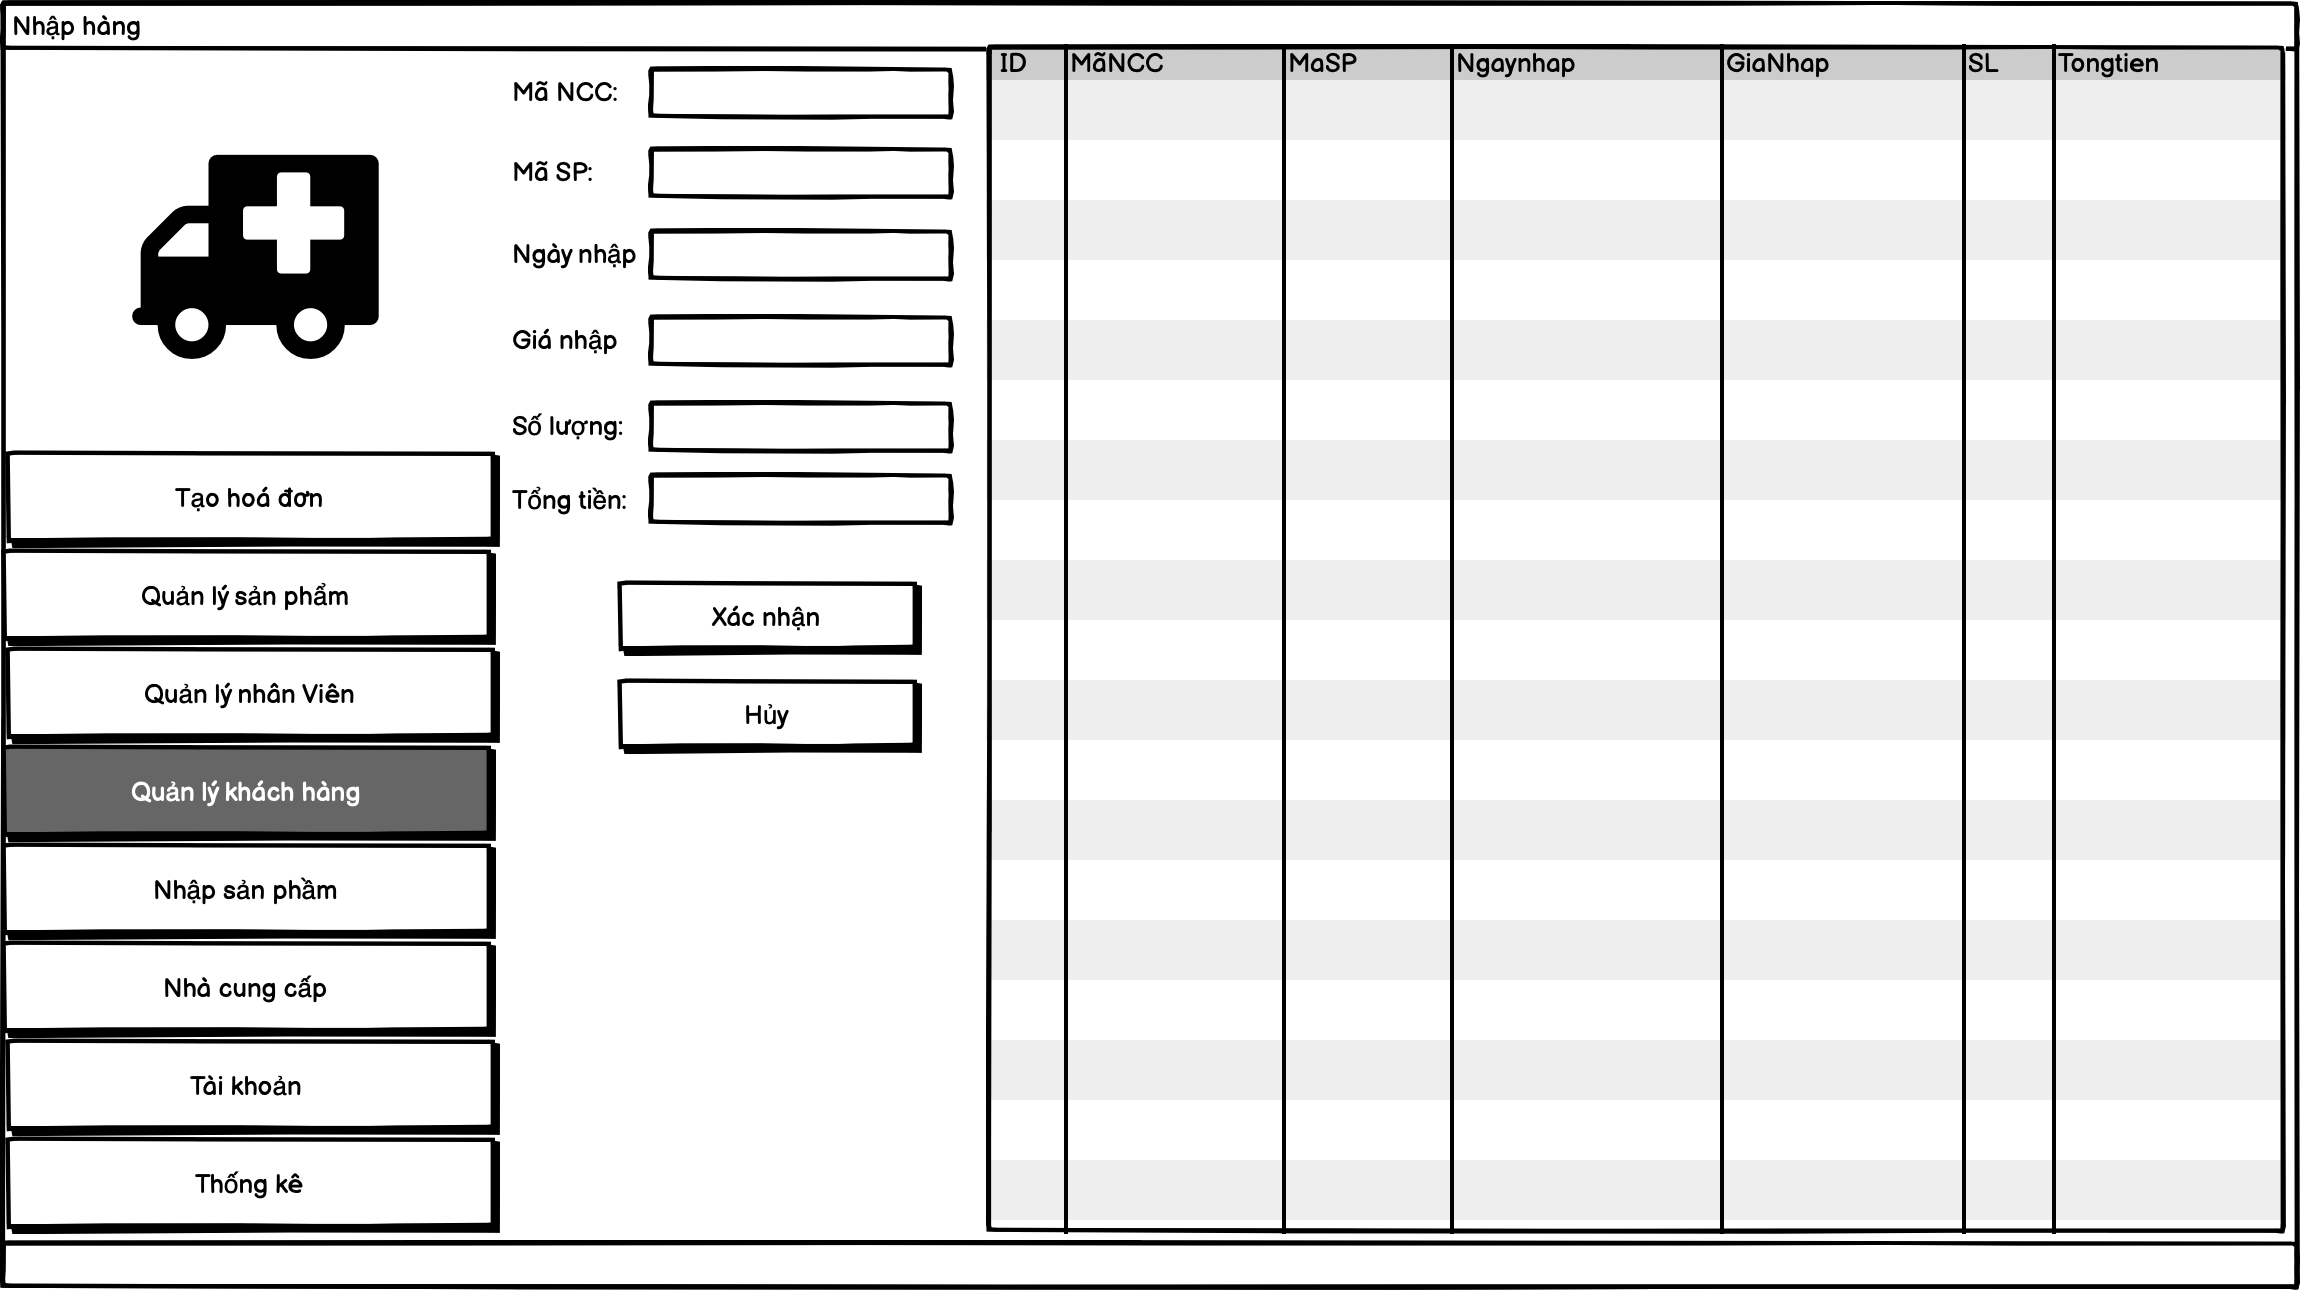 Nhập hàng
Mã NCC:
Mã SP:
Ngày nhập
Giá nhập
Số lượng:
Tổng tiền:
Xác nhận
Hủy
Tạo hoá đơn
Quản lý sản phẩm
Quản lý nhân Viên
Quản lý khách hàng
Nhập sản phầm
Nhà cung cấp
Tài khoản
Thống kê
ID MãNCC MaSP Ngaynhap GiaNhap SL Tongtien